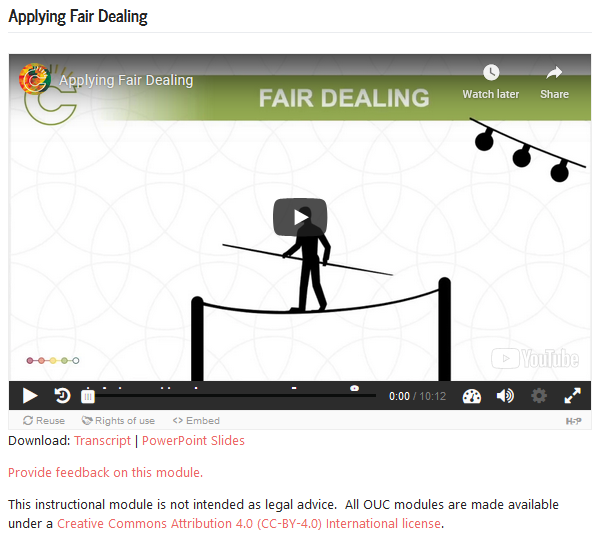 Applying Fair Dealing
Applying Fair Dealing
FAIR DEALING
Watch later
Share
YouTube
0:00 / 10:12
Reuse Rights of use <> Embed H-P
Download: Transcript | PowerPoint Slides
Provide feedback on this module.
This instructional module is not intended as legal advice. All OUC modules are made available
under a Creative Commons Attribution 4.0 (CC-BY-4.0) International license.